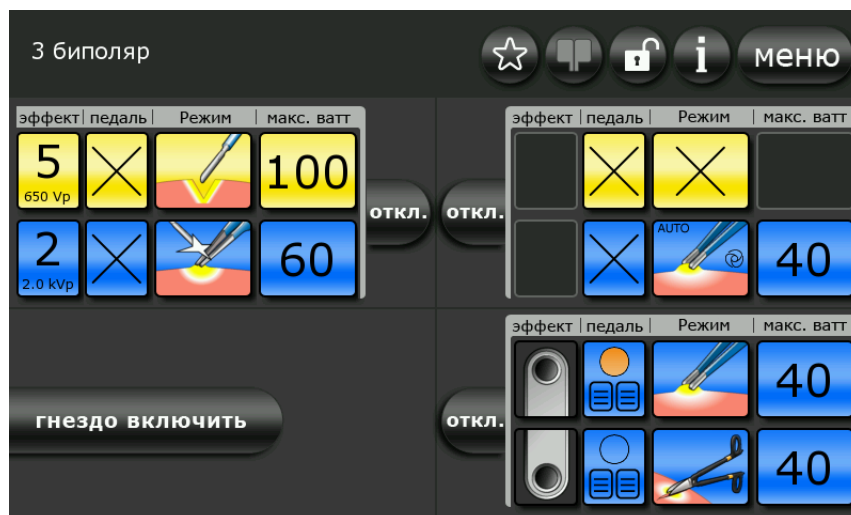 3 биполяр
i
меню
эффект педаль Режим макс. ватт
5
650 Vp
100
2
2.0 kVp
60
откл.
эффект педаль Режим макс. ватт
откл.
AUTO
40
гнездо включить
эффект педаль Режим макс. ватт
40
откл.
40